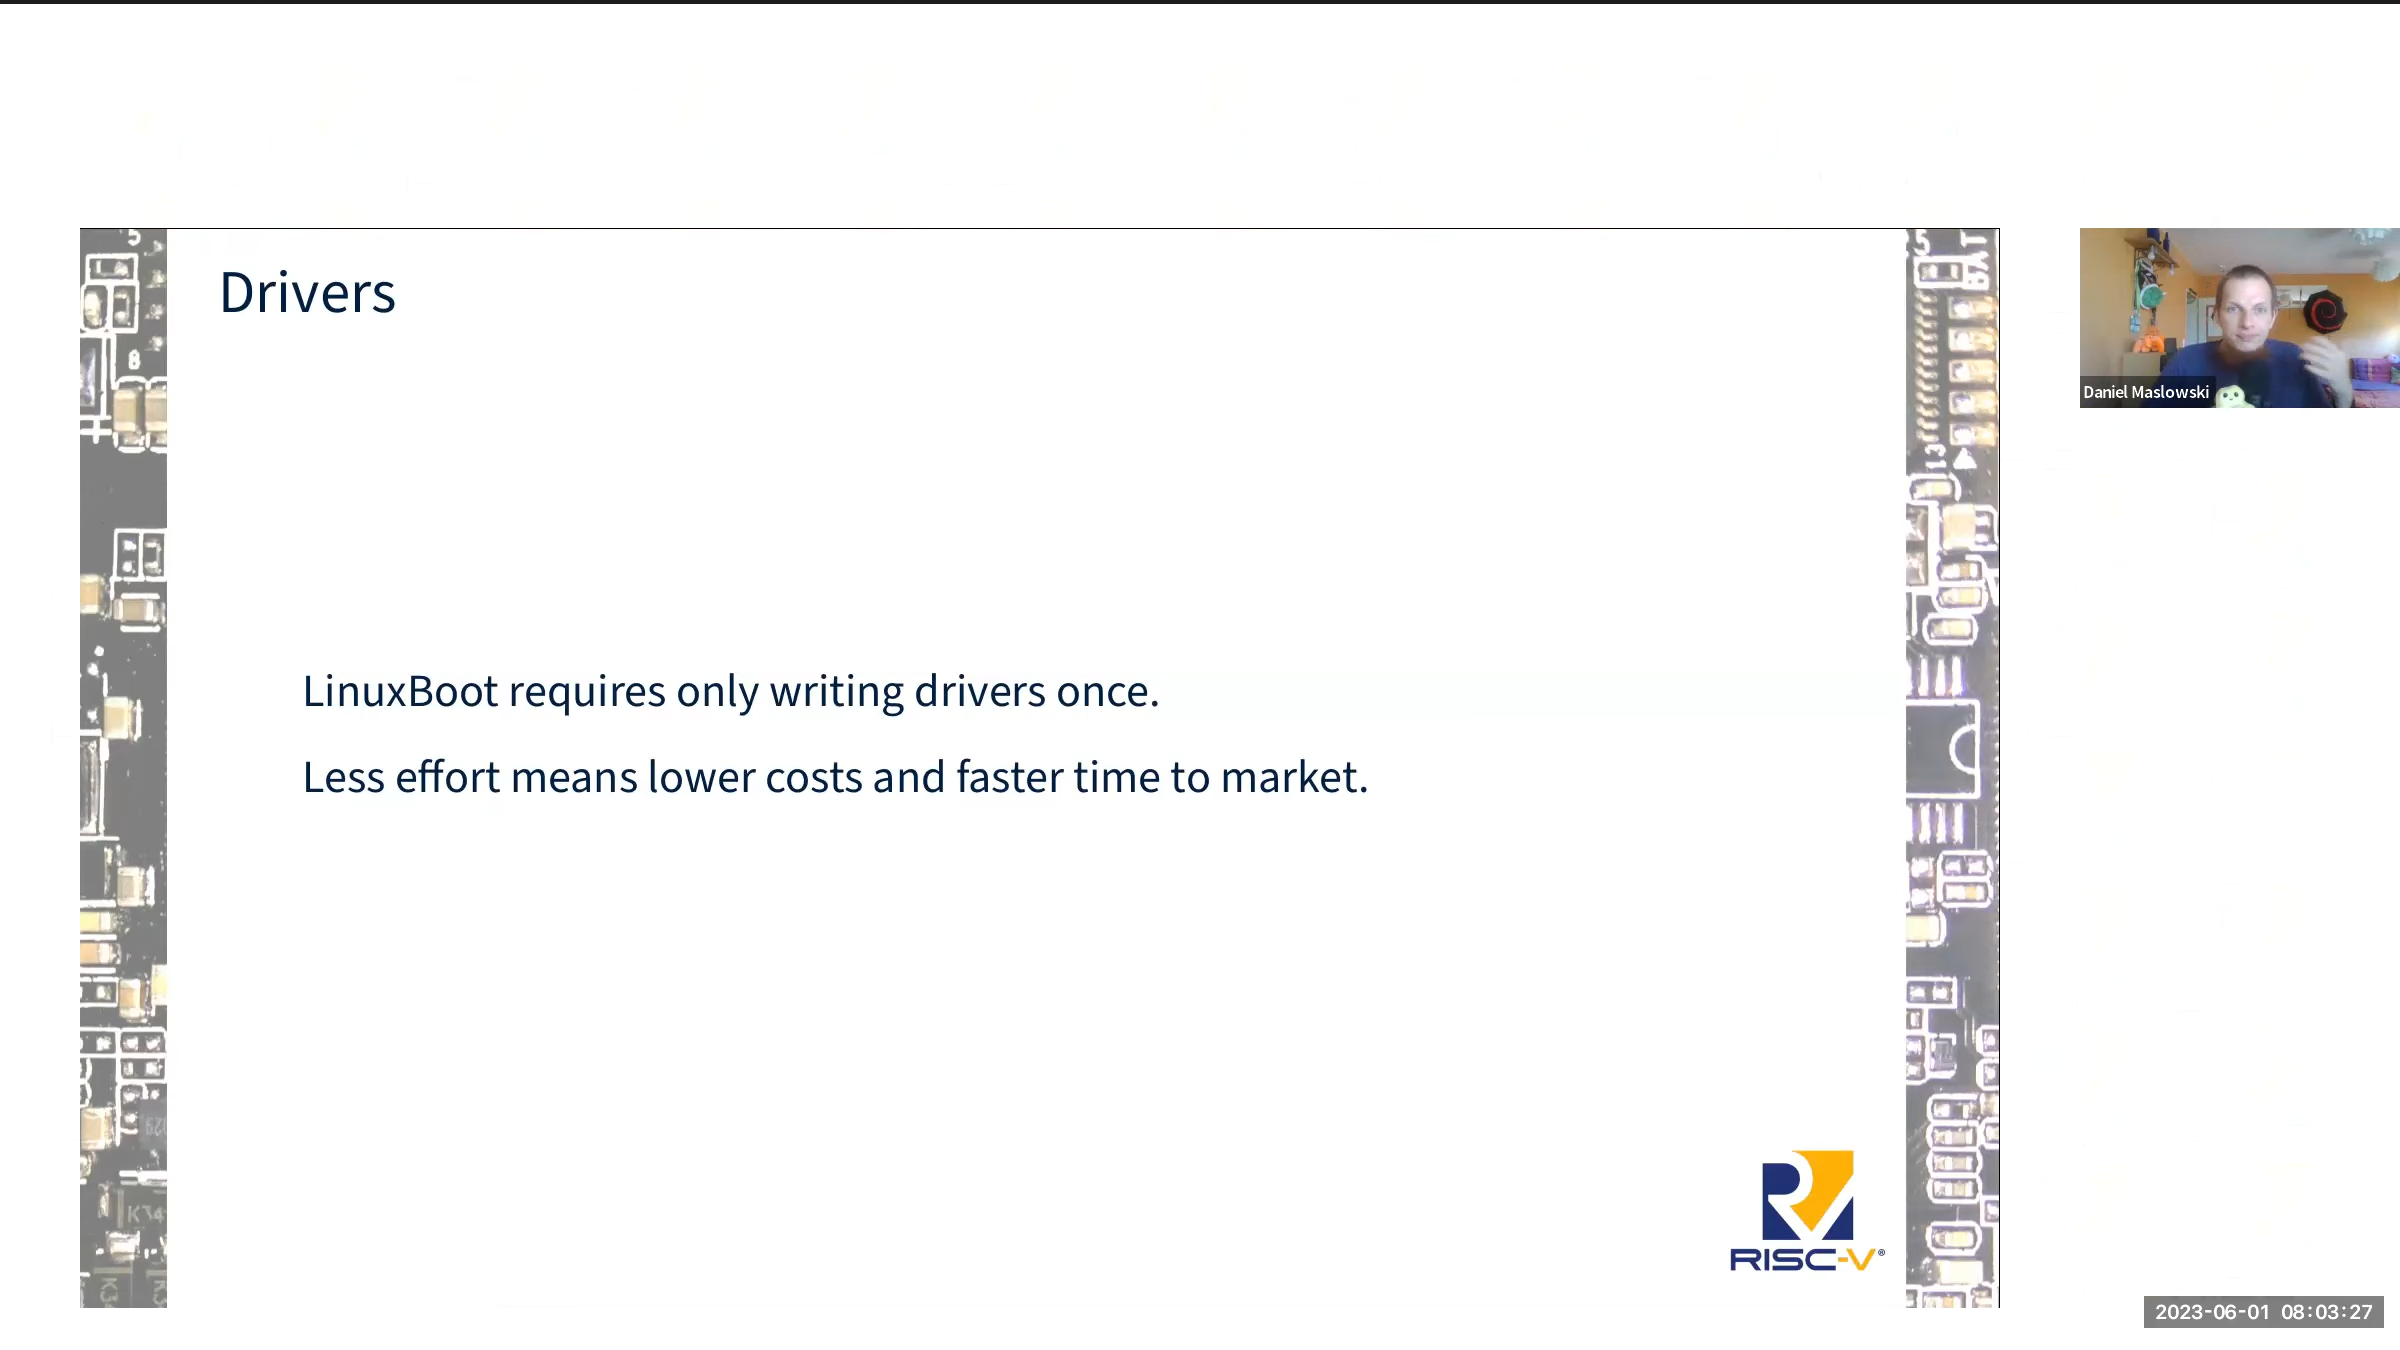 Drivers
LinuxBoot requires only writing drivers once.
Less effort means lower costs and faster time to market.
RISC-V®
Daniel Maslowski
2023-06-01 08:03:27